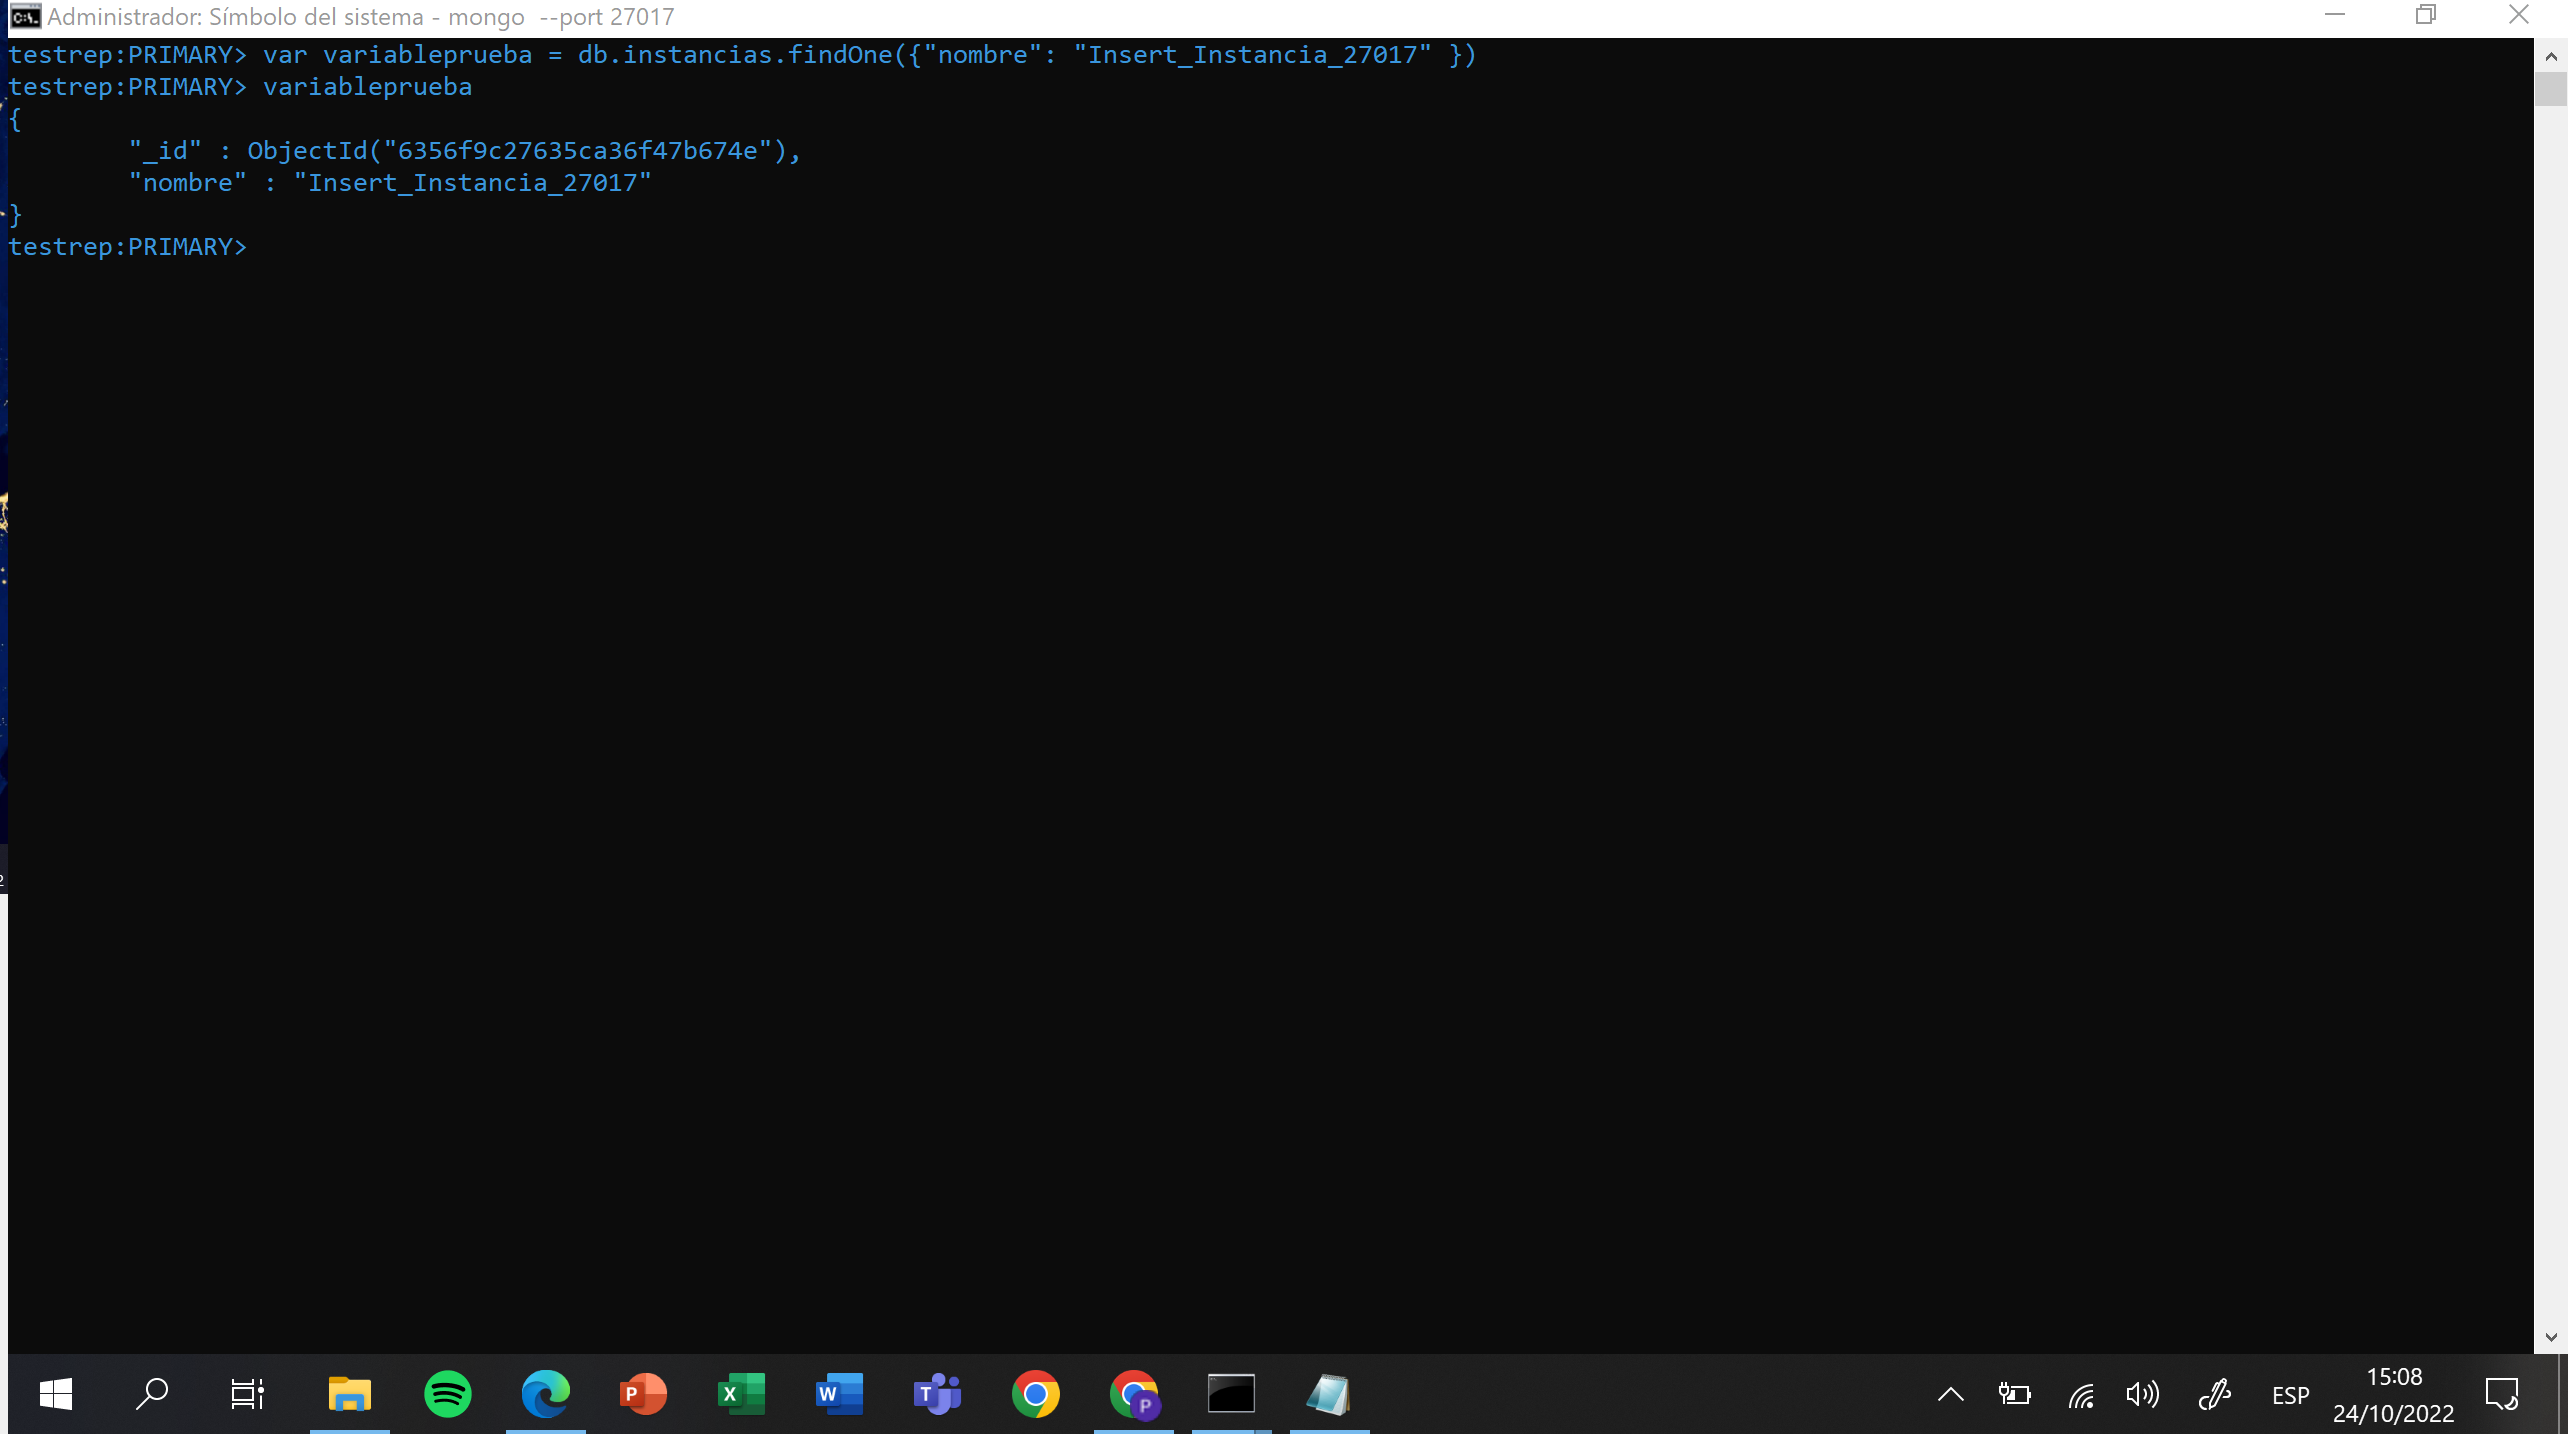 Administrador: Símbolo del sistema - mongo  --port 27017
testrep:PRIMARY> var variableprueba = db.instancias.findOne({"nombre": "Insert_Instancia_27017" })
testrep:PRIMARY> variableprueba
{
        "_id" : ObjectId("6356f9c27635ca36f47b674e"),
        "nombre" : "Insert_Instancia_27017"
}
testrep:PRIMARY>
2
P
X
W
T
P
ESP
15:08
24/10/2022